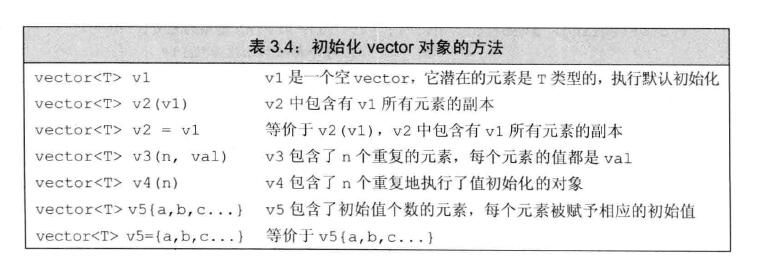 表 3.4：初始化 vector 对象的方法
vector<T> v1 v1 是一个空 vector，它潜在的元素是 T 类型的，执行默认初始化
vector<T> v2(v1) v2 中包含有 v1 所有元素的副本
vector<T> v2 = v1 等价于 v2(v1)，v2 中包含有 v1 所有元素的副本
vector<T> v3(n, val) v3 包含了 n 个重复的元素，每个元素的值都是 val
vector<T> v4(n) v4 包含了 n 个重复地执行了值初始化的对象
vector<T> v5{a,b,c...} v5 包含了初始值个数的元素，每个元素被赋予相应的初始值
vector<T> v5={a,b,c...} 等价于 v5{a,b,c...}